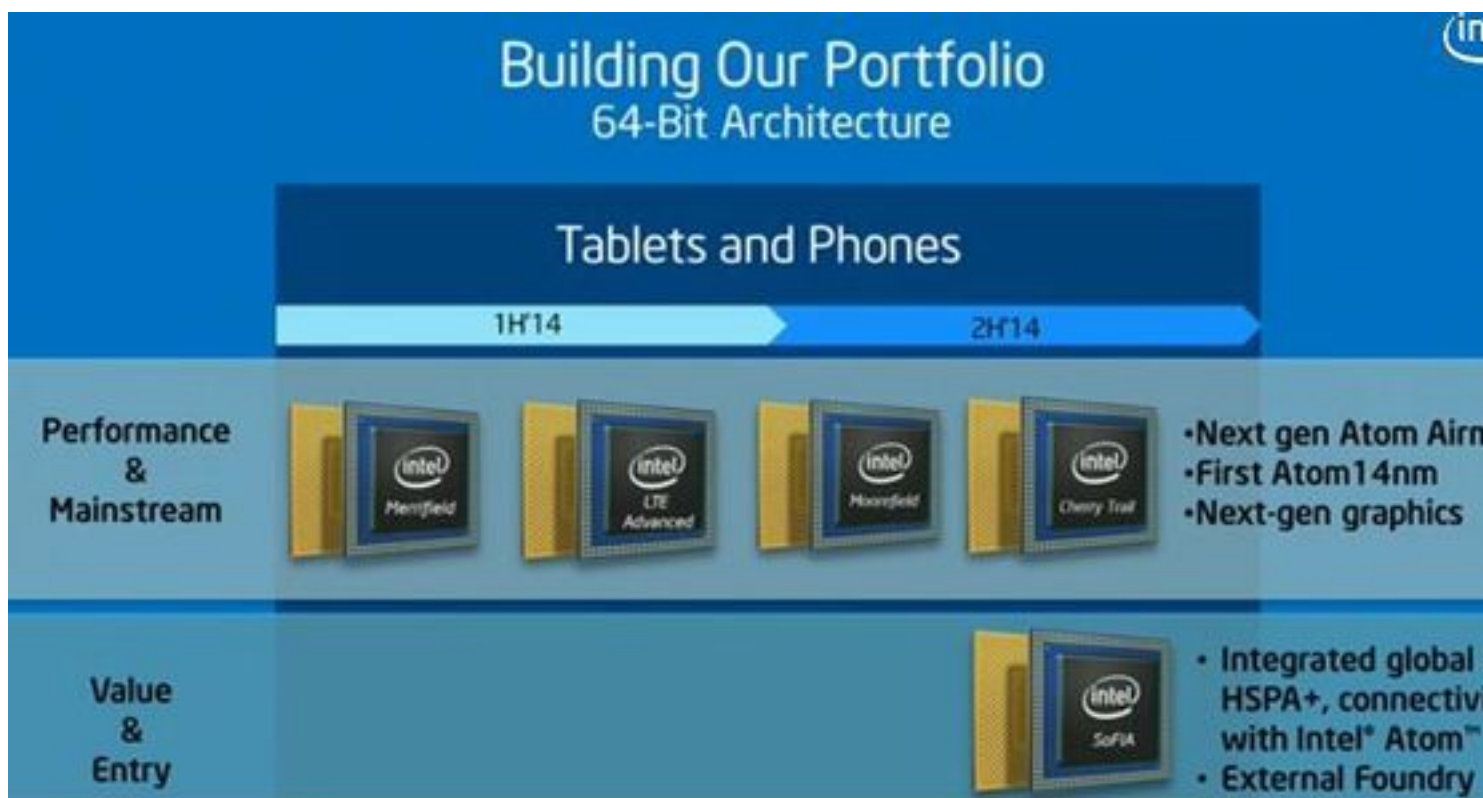 Building Our Portfolio
64-Bit Architecture
Tablets and Phones
1H'14
2H'14
Performance
&
Mainstream
intel
Merrifield
intel
LTE
Advanced
intel
Moorefield
intel
Cherry Trail
•Next gen Atom
•First Atom14nm
•Next-gen graphics
Value
&
Entry
intel
SoFIA
• Integrated global
HSPA+,
with Intel® Atom™
• External Foundry